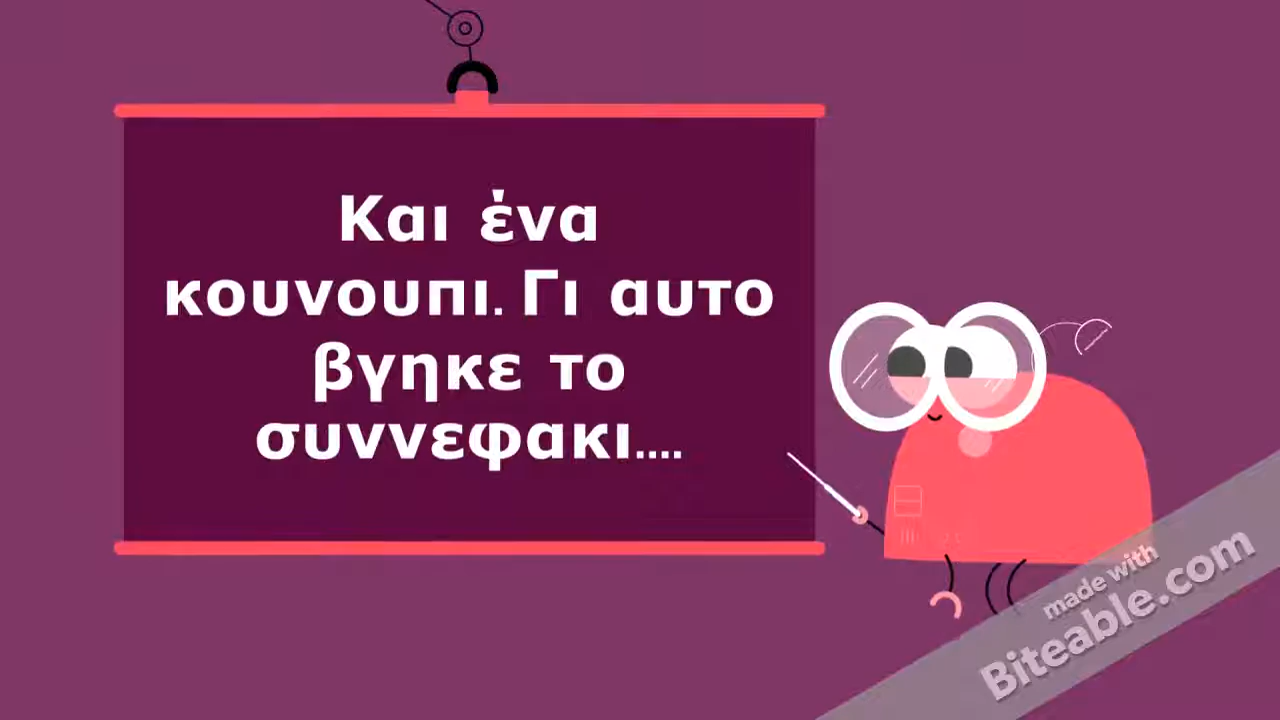 Και ένα
κουνουπι. Γι αυτο
βγηκε το
συννεφακι....
made with
Biteable.com